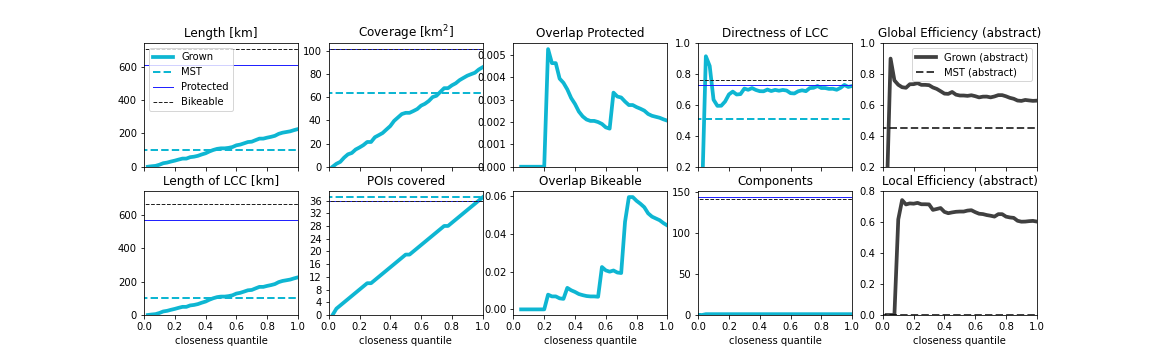 Length [km]
Coverage [km²]
Overlap Protected
Directness of LCC
Global Efficiency (abstract)
600
400
200
0
Grown
MST
Protected
Bikeable
100
80
60
40
20
0
0.005
0.004
0.003
0.002
0.001
0.000
1.0
0.8
0.6
0.4
0.2
1.0
0.8
0.6
0.4
0.2
Grown (abstract)
MST (abstract)
Length of LCC [km]
POIs covered
Overlap Bikeable
Components
Local Efficiency (abstract)
600
400
200
0
36
32
28
24
20
16
12
8
4
0
0.06
0.04
0.02
0.00
150
100
50
0
0.8
0.6
0.4
0.2
0.0
0.0 0.2 0.4 0.6 0.8 1.0
0.0 0.2 0.4 0.6 0.8 1.0
0.0 0.2 0.4 0.6 0.8 1.0
0.0 0.2 0.4 0.6 0.8 1.0
0.0 0.2 0.4 0.6 0.8 1.0
closeness quantile
closeness quantile
closeness quantile
closeness quantile
closeness quantile